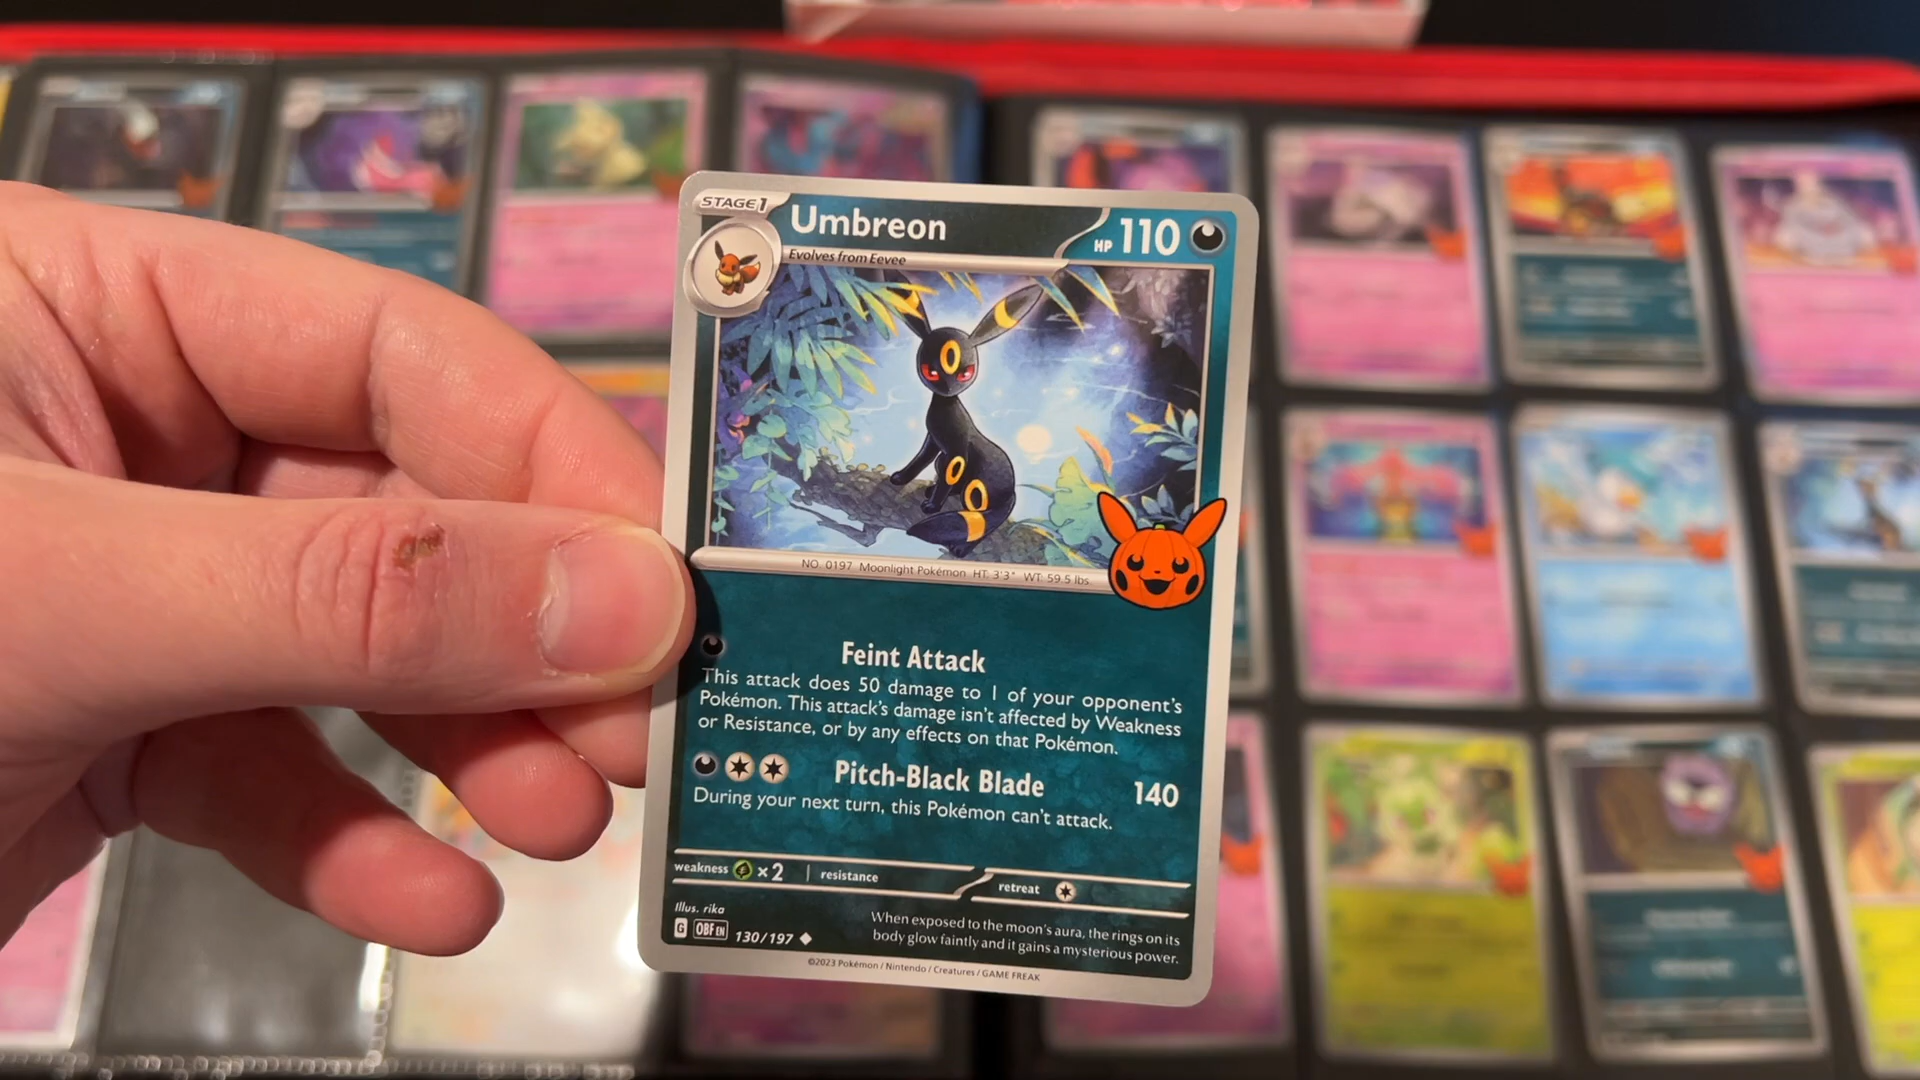 STAGE1
Umbreon
HP 110
Evolves from Eevee
NO. 0197 Moonlight Pokémon HT: 3'3" WT: 59.5 lbs.
Feint Attack
This attack does 50 damage to 1 of your opponent's
Pokémon. This attack's damage isn't affected by Weakness
or Resistance, or by any effects on that Pokémon.
Pitch-Black Blade 140
During your next turn, this Pokémon can't attack.
weakness ×2 resistance retreat
Illus. rika
G OBF EN 130/197
When exposed to the moon's aura, the rings on its
body glow faintly and it gains a mysterious power.
©2023 Pokémon / Nintendo / Creatures / GAME FREAK